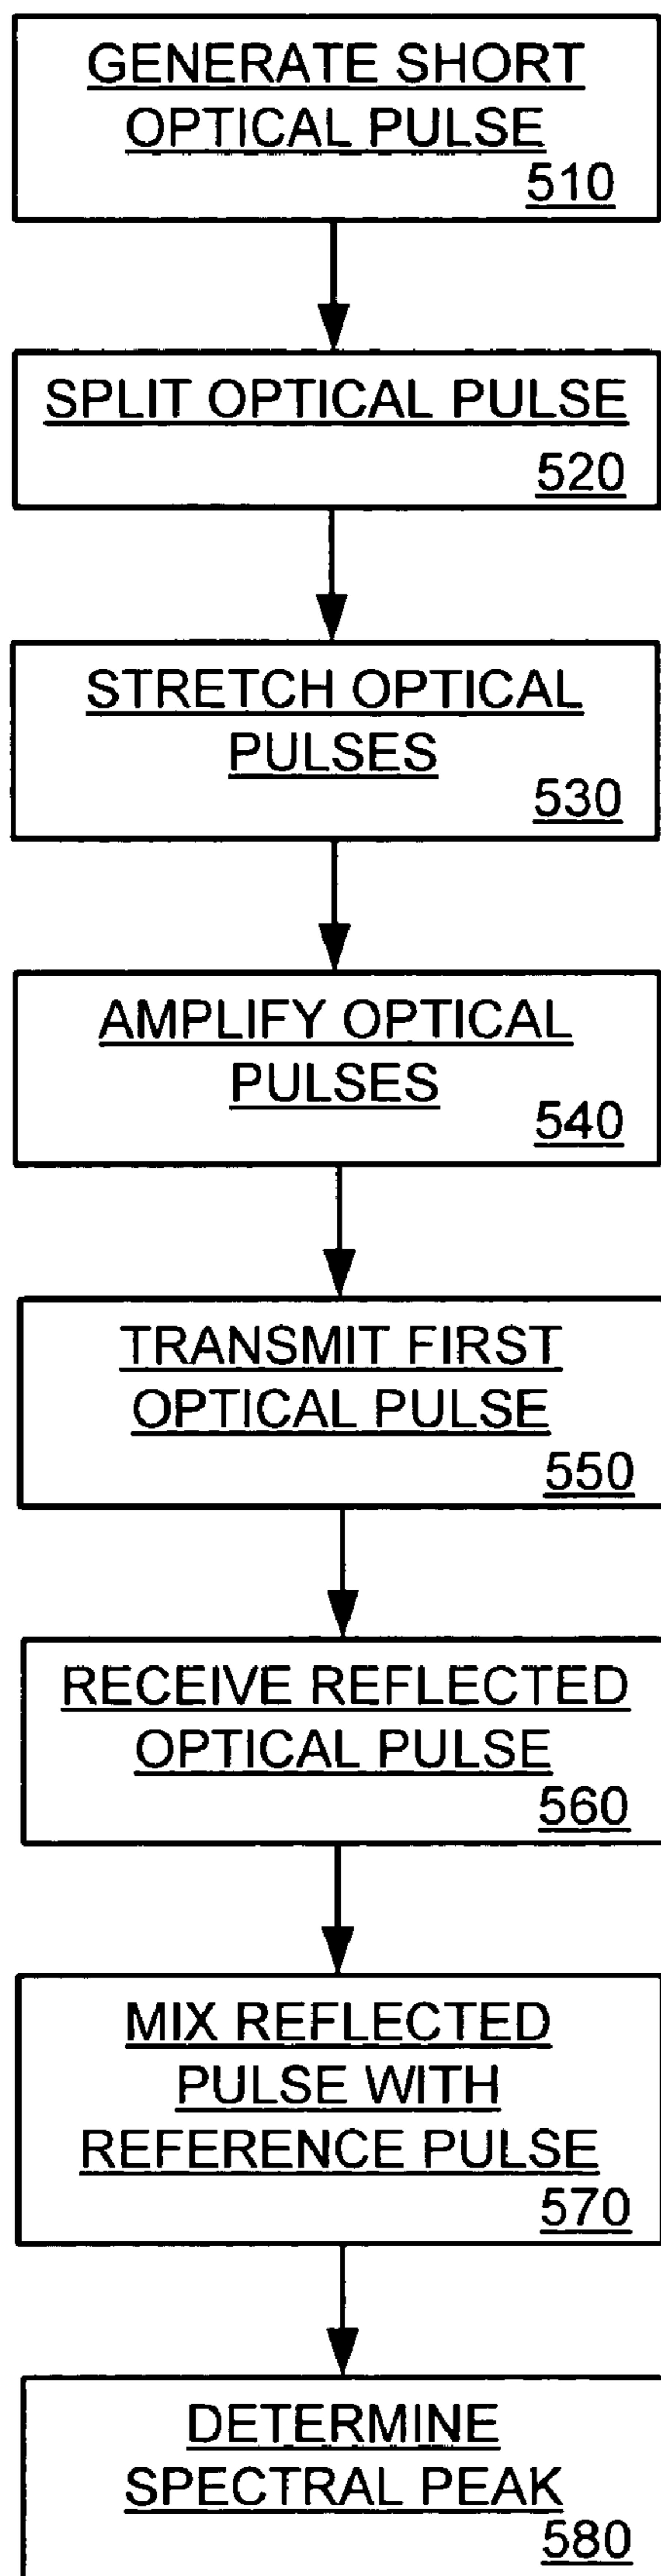 GENERATE SHORT
OPTICAL PULSE
510
SPLIT OPTICAL PULSE
520
STRETCH OPTICAL
PULSES
530
AMPLIFY OPTICAL
PULSES
540
TRANSMIT FIRST
OPTICAL PULSE
550
RECEIVE REFLECTED
OPTICAL PULSE
560
MIX REFLECTED
PULSE WITH
REFERENCE PULSE
570
DETERMINE
SPECTRAL PEAK
580